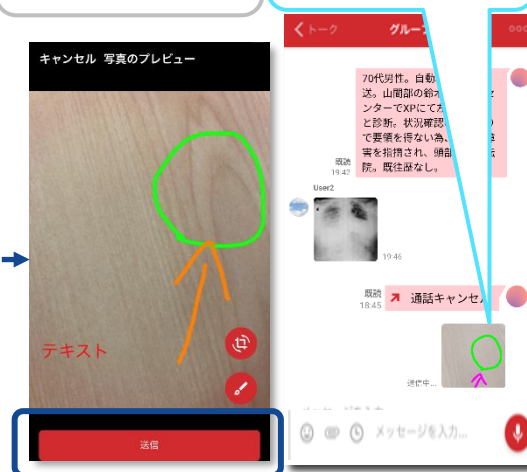 キャンセル 写真のプレビュー
テキスト
送信
トーク
グルー
70代男性。自動
送。山間部の鈴木
ンターでXPにて左
と診断。状況確認
で要領を得ない為、
害を指摘され、頭部
院。既往歴なし。
既読
19:42
User2
19:46
既読
18:45
通話キャンセ
送信中...
メッセージを入力...